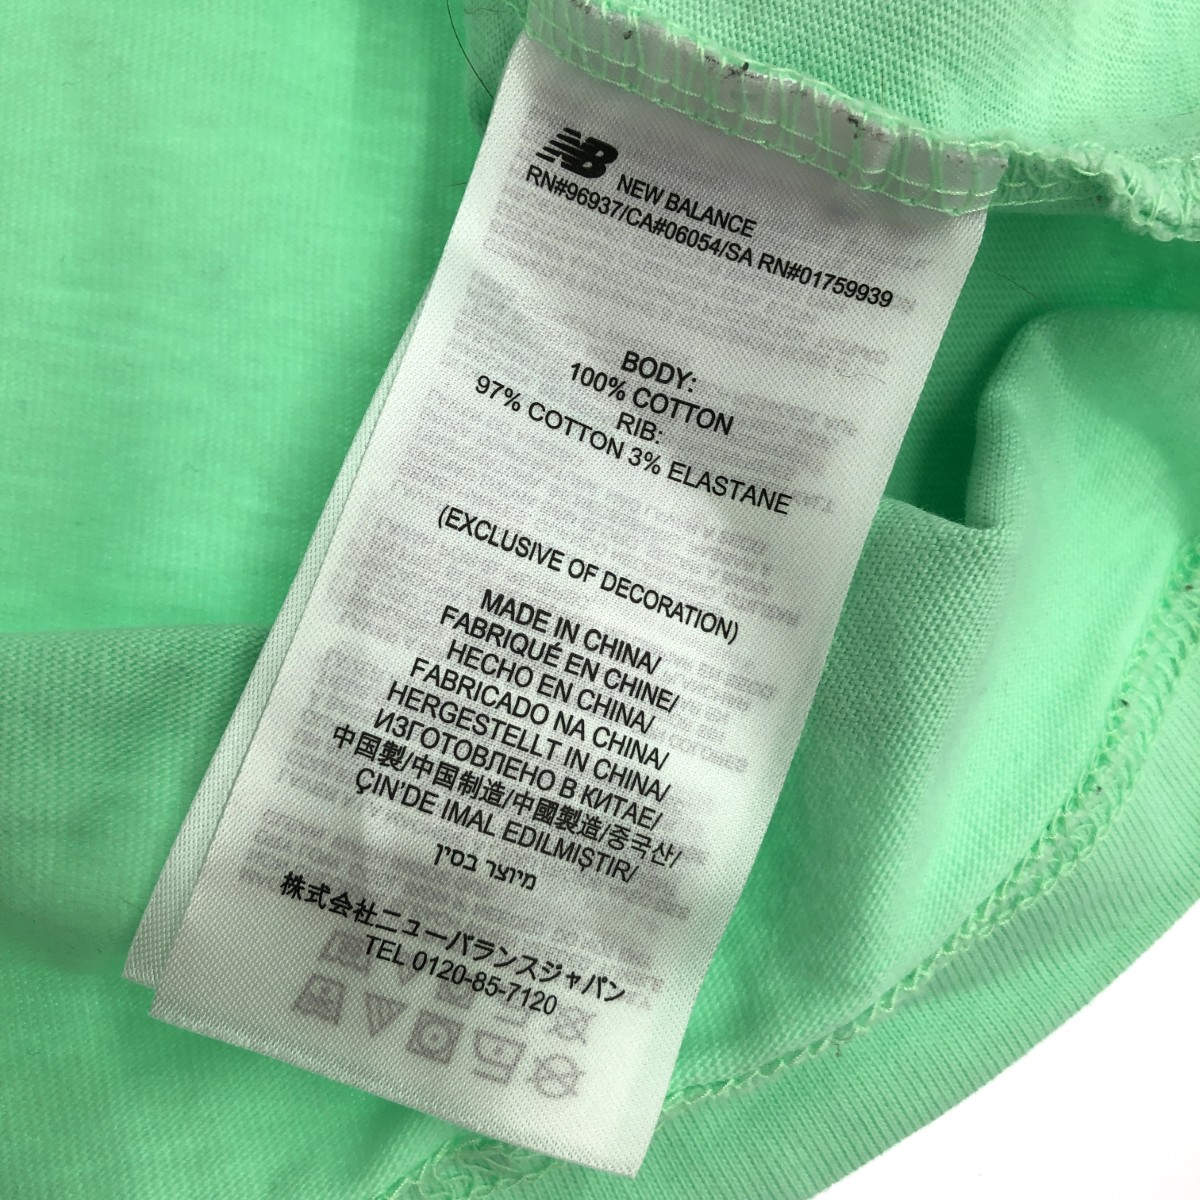 NB NEW BALANCE
RN#96937/CA#06054/SA RN#01759939
BODY:
100% COTTON
RIB:
97% COTTON 3% ELASTANE
(EXCLUSIVE OF DECORATION)
MADE IN CHINA/
FABRIQUÉ EN CHINE/
HECHO EN CHINA/
FABRICADO NA CHINA/
HERGESTELLT IN CHINA/
ИЗГОТОВЛЕНО В КИТАЕ/
中国製/中国制造/中國製造/중국산/
ÇIN'DE IMAL EDILMIŞTIR/
מיוצר בסין
株式会社ニューバランスジャパン
TEL 0120-85-7120